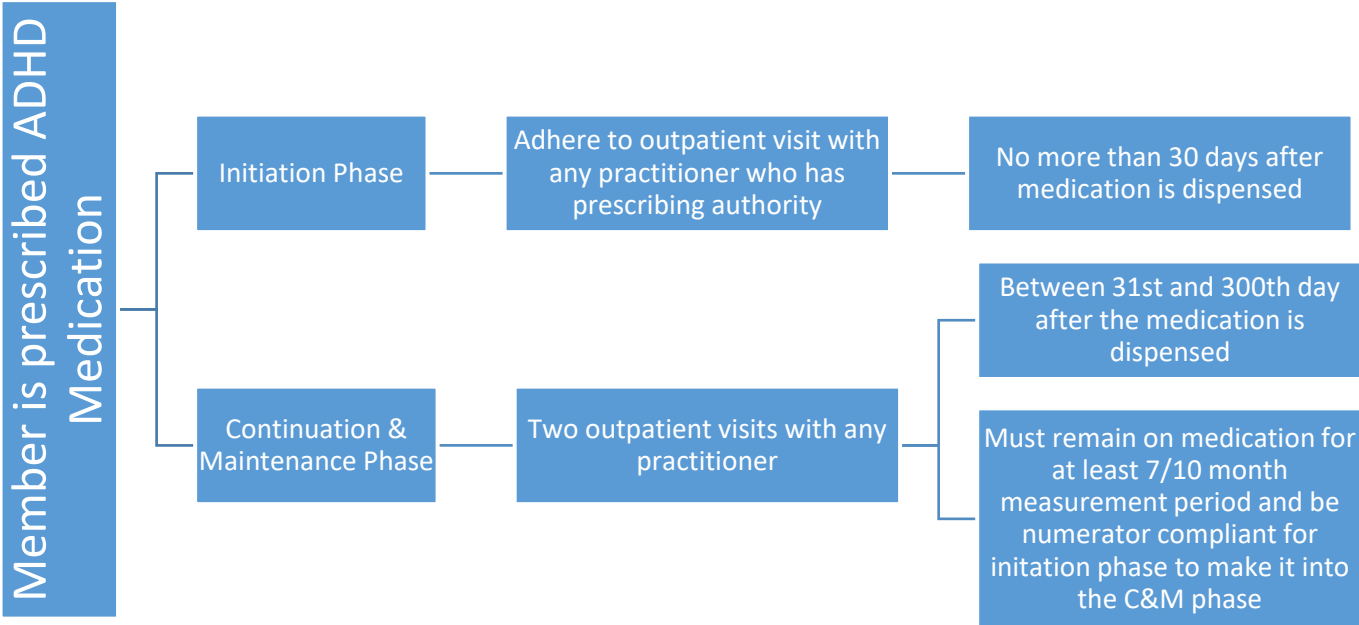 Member is prescribed ADHD
Medication
Initiation Phase
Adhere to outpatient visit with
any practitioner who has
prescribing authority
No more than 30 days after
medication is dispensed
Continuation &
Maintenance Phase
Two outpatient visits with any
practitioner
Between 31st and 300th day
after the medication is
dispensed
Must remain on medication for
at least 7/10 month
measurement period and be
numerator compliant for
initation phase to make it into
the C&M phase